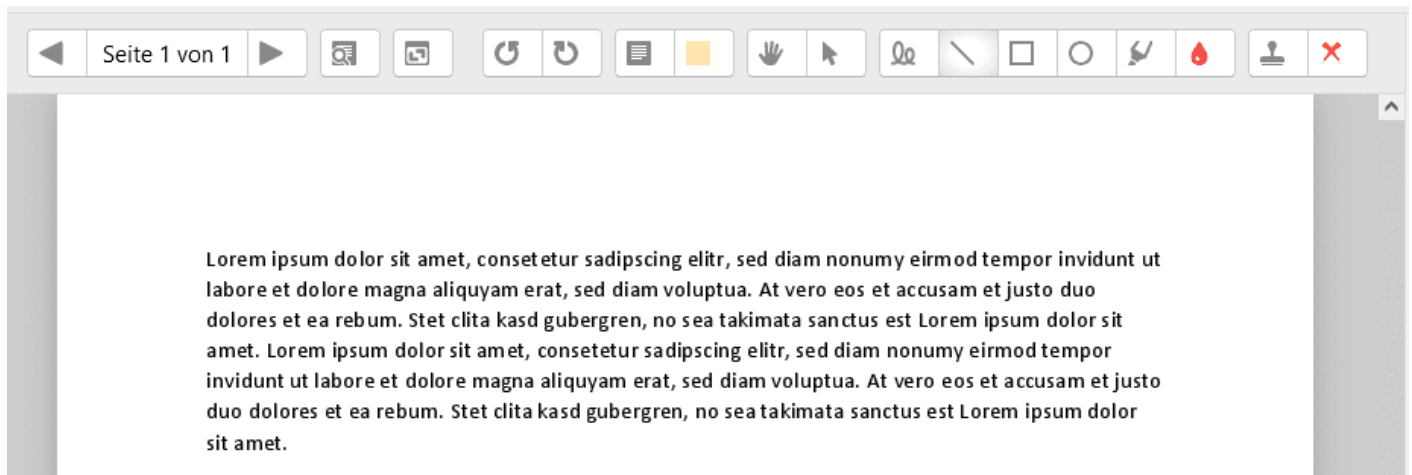 Seite 1 von 1
Lorem ipsum dolor sit amet, consetetur sadipscing elitr, sed diam nonumy eirmod tempor invidunt ut
labore et dolore magna aliquyam erat, sed diam voluptua. At vero eos et accusam et justo duo
dolores et ea rebum. Stet clita kasd gubergren, no sea takimata sanctus est Lorem ipsum dolor sit
amet. Lorem ipsum dolor sit amet, consetetur sadipscing elitr, sed diam nonumy eirmod tempor
invidunt ut labore et dolore magna aliquyam erat, sed diam voluptua. At vero eos et accusam et justo
duo dolores et ea rebum. Stet clita kasd gubergren, no sea takimata sanctus est Lorem ipsum dolor
sit amet.